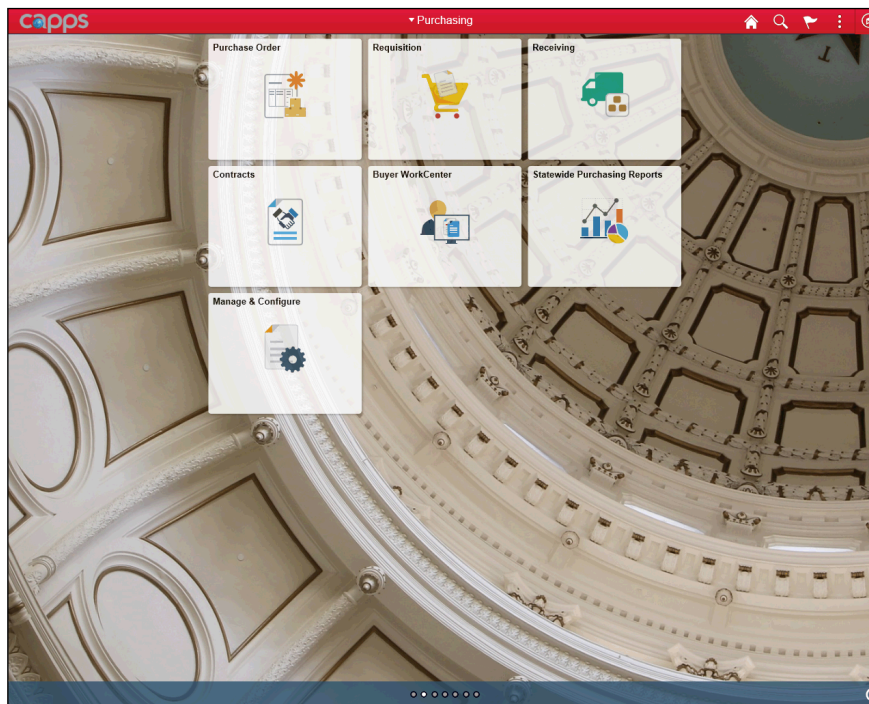 capps
Purchasing
Purchase Order
Requisition
Receiving
Contracts
Buyer WorkCenter
Statewide Purchasing Reports
Manage & Configure